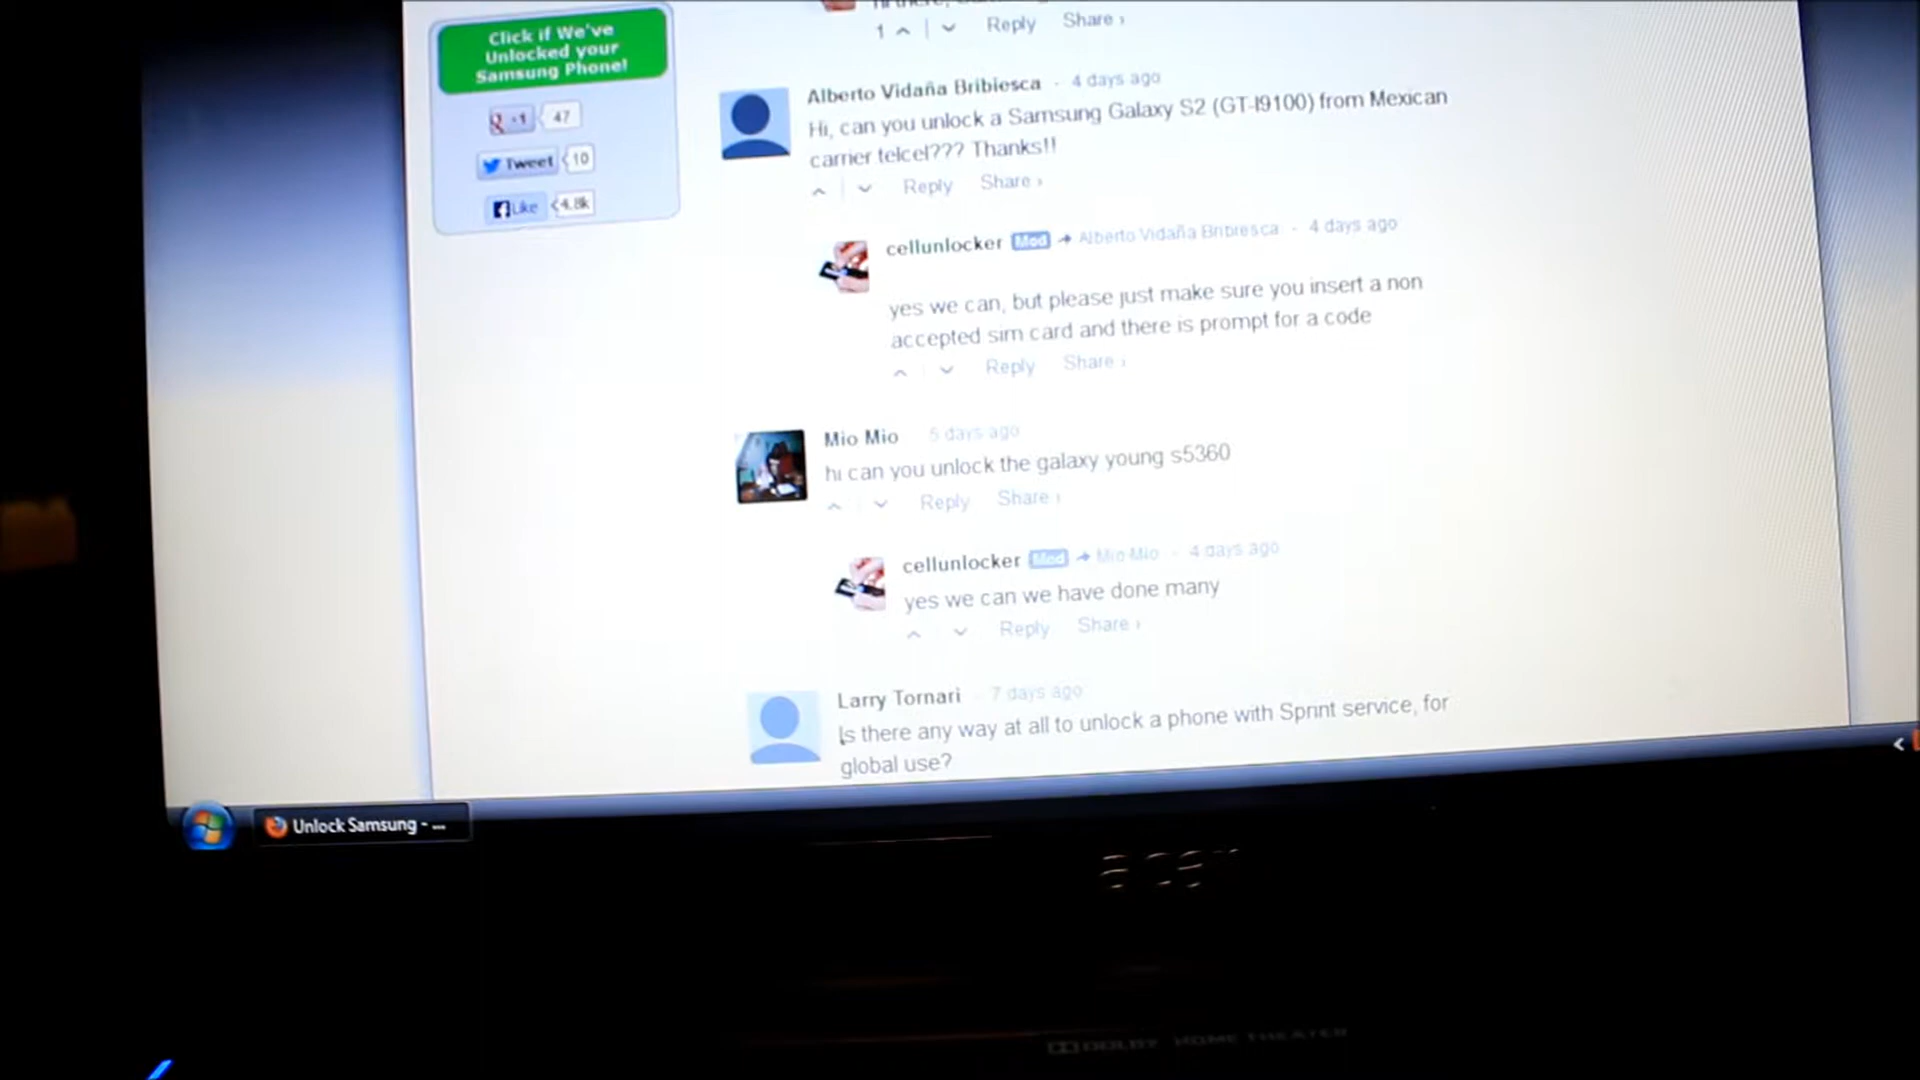 Click if We've
Unlocked your
Samsung Phone!
+1 47
Tweet 10
Like 4.8k
1 Reply Share ›
Alberto Vidaña Bribiesca - 4 days ago
Hi, can you unlock a Samsung Galaxy S2 (GT-I9100) from Mexican
carrier telcel??? Thanks!!
Reply Share ›
cellunlocker Mod → Alberto Vidaña Bribiesca - 4 days ago
yes we can, but please just make sure you insert a non
accepted sim card and there is prompt for a code
Reply Share ›
Mio Mio 5 days ago
hi can you unlock the galaxy young s5360
Reply Share ›
cellunlocker Mod → Mio Mio - 4 days ago
yes we can we have done many
Reply Share ›
Larry Tornari - 7 days ago
Is there any way at all to unlock a phone with Sprint service, for
global use?
Unlock Samsung - ...
acer
DOLBY HOME THEATER